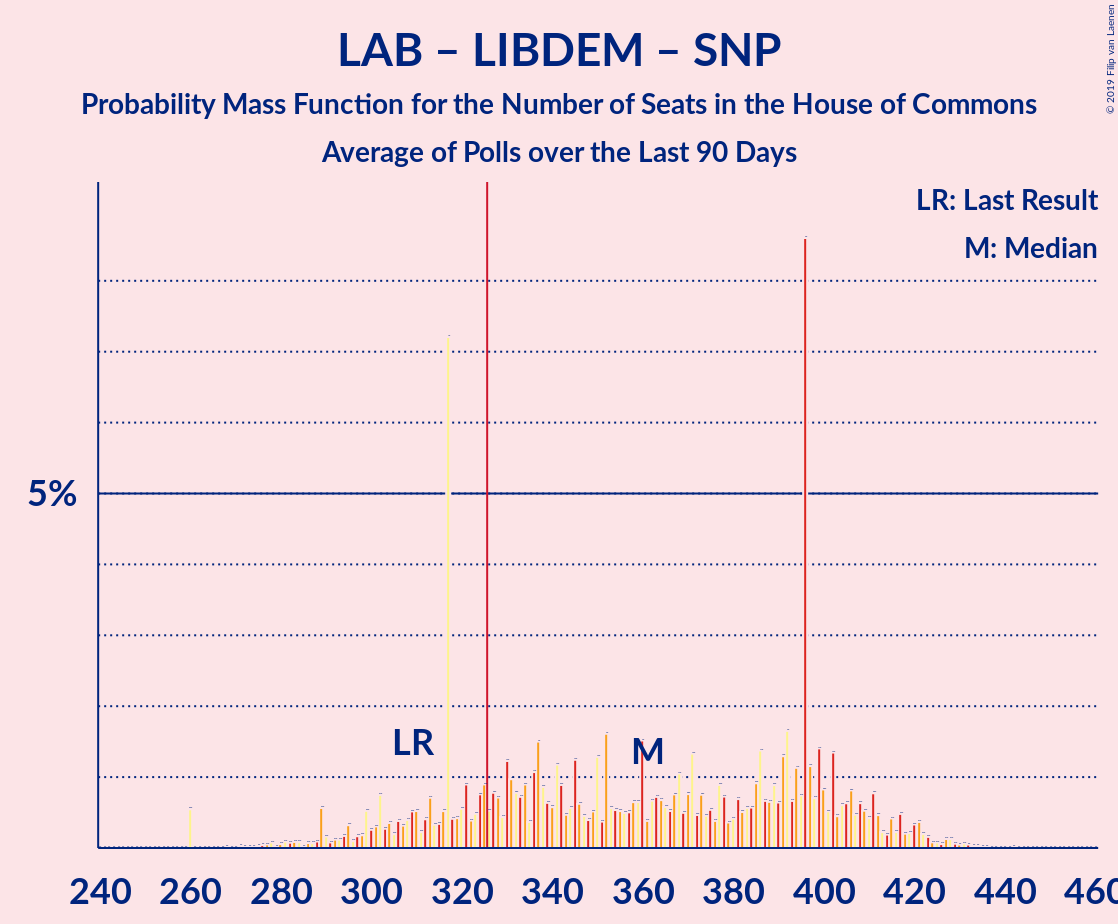 LAB – LIBDEM – SNP
Probability Mass Function for the Number of Seats in the House of Commons
Average of Polls over the Last 90 Days
© 2019 Filip van Laenen
LR: Last Result
M: Median
5%
LR
M
240 260 280 300 320 340 360 380 400 420 440 460